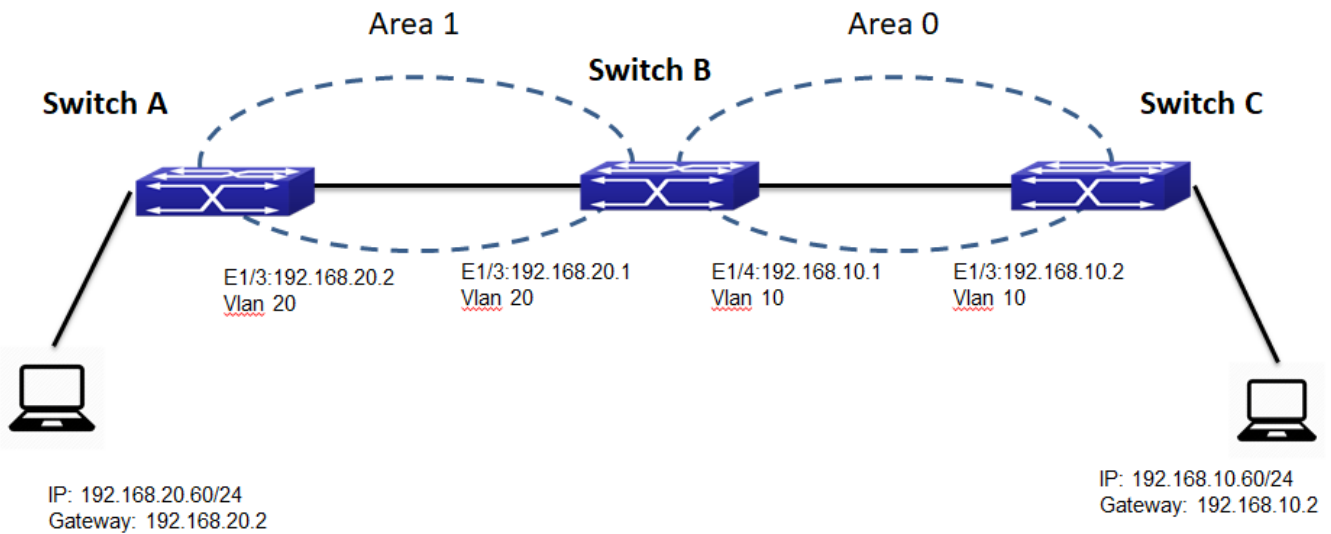 Area 1
Area 0
Switch B
Switch A
Switch C
E1/3:192.168.20.2
Vlan 20
E1/3:192.168.20.1
Vlan 20
E1/4:192.168.10.1
Vlan 10
E1/3:192.168.10.2
Vlan 10
IP: 192.168.20.60/24
Gateway: 192.168.20.2
IP: 192.168.10.60/24
Gateway: 192.168.10.2